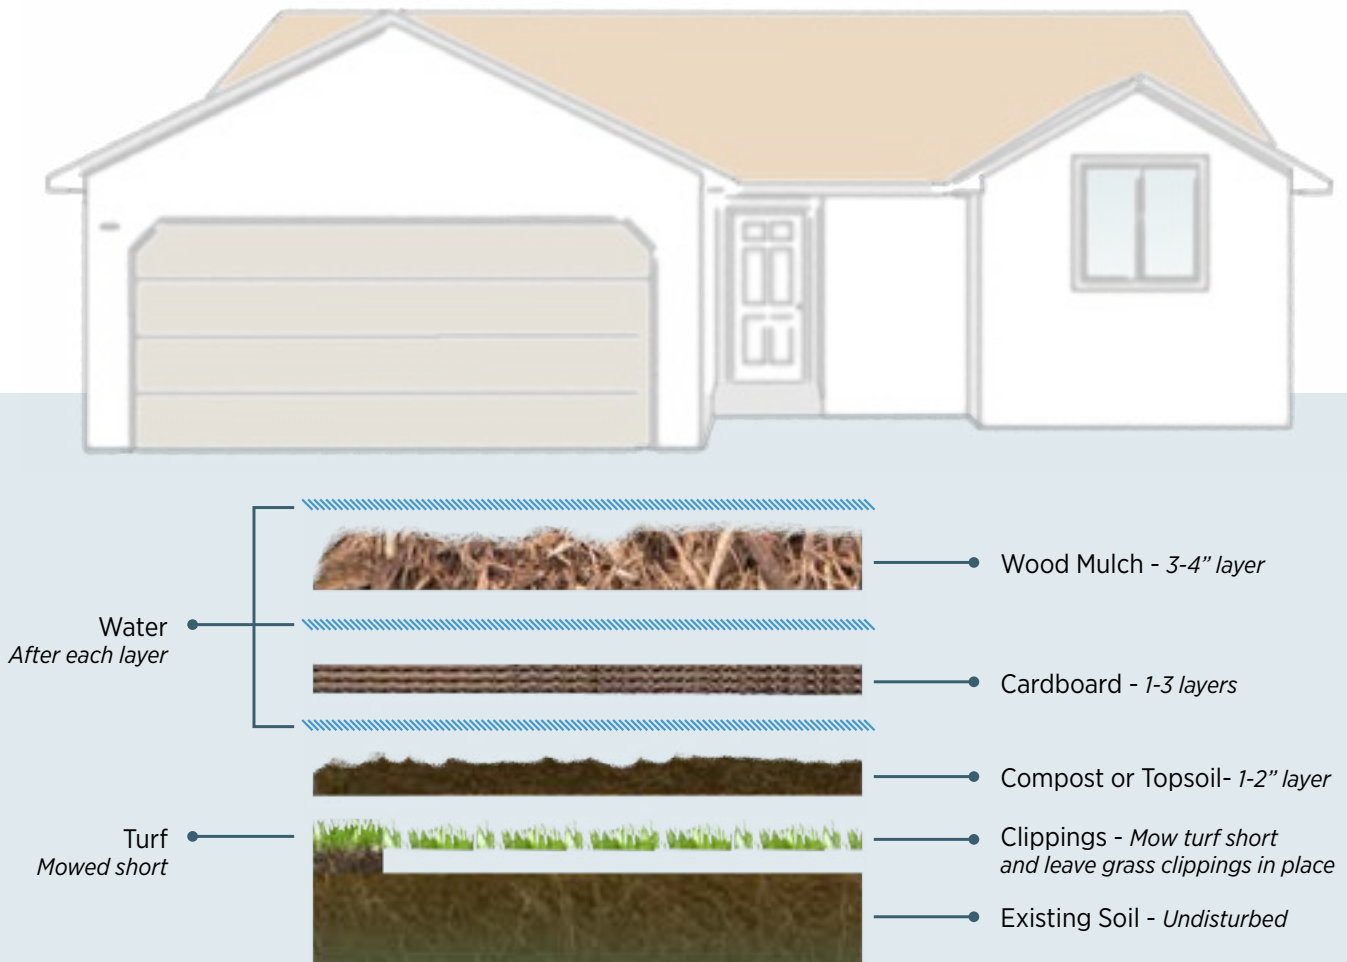 Wood Mulch - 3-4” layer
Water
After each layer
Cardboard - 1-3 layers
Compost or Topsoil- 1-2” layer
Turf
Mowed short
Clippings - Mow turf short
and leave grass clippings in place
Existing Soil - Undisturbed